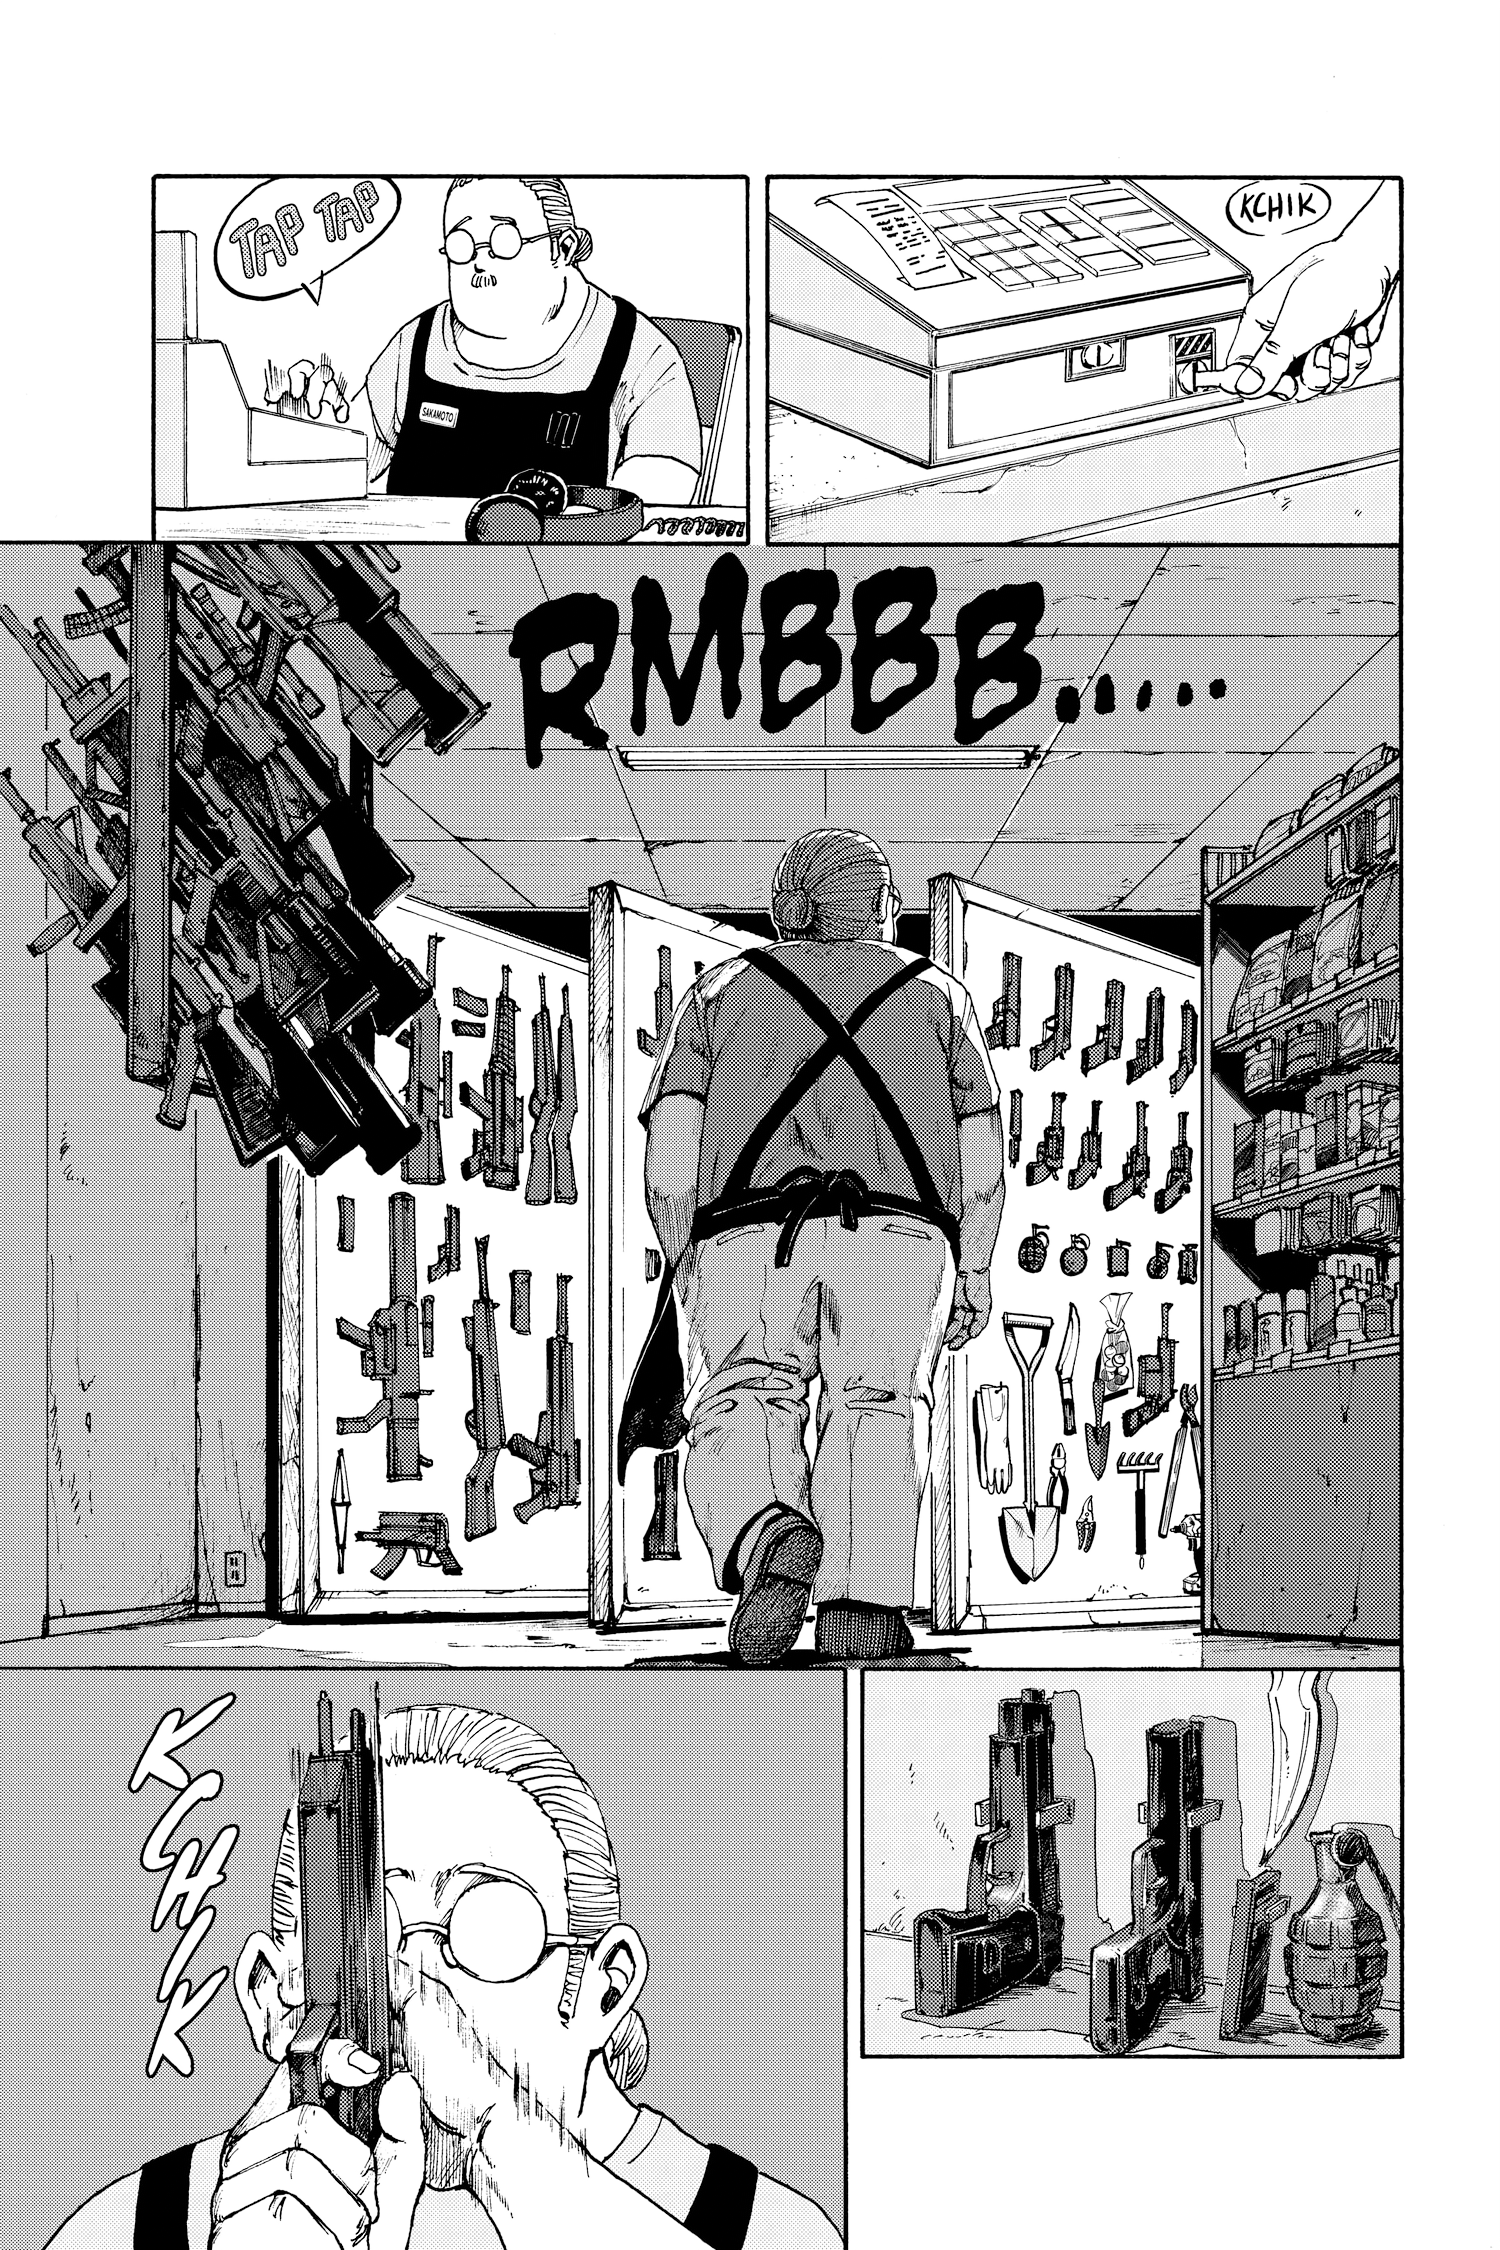 KCHIK
TAP TAP
SAKAMOTO
RMBBB......
KCHIK